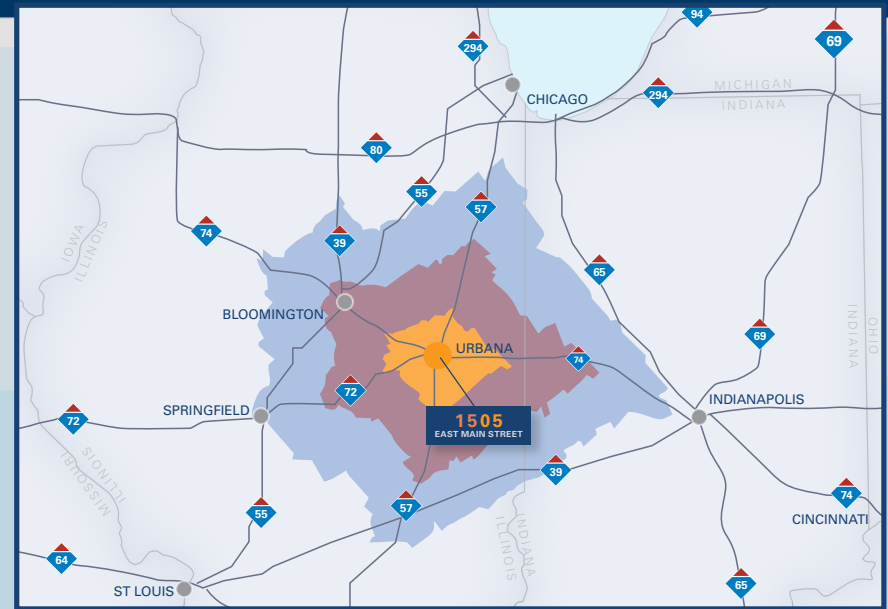 94
69
294
CHICAGO
MICHIGAN
294
INDIANA
80
55
57
74
IOWA
ILLINOIS
39
65
BLOOMINGTON
INDIANA
OHIO
69
URBANA
74
72
INDIANAPOLIS
SPRINGFIELD
72
1505
EAST MAIN STREET
39
MISSOURI
ILLINOIS
74
57
55
CINCINNATI
ILLINOIS
INDIANA
64
65
ST LOUIS